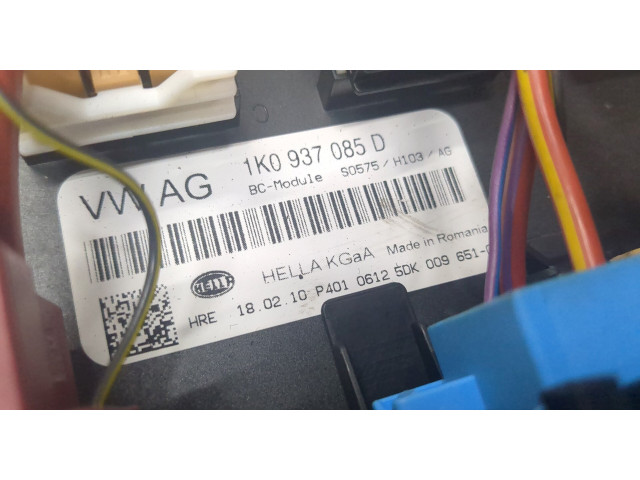 VW AG 1K0 937 085 D
BC-Module S0575/H103/AG
HELLA KGaA Made in Romania
HELLA
HRE 18.02.10 P401 0612 5DK 009 651-